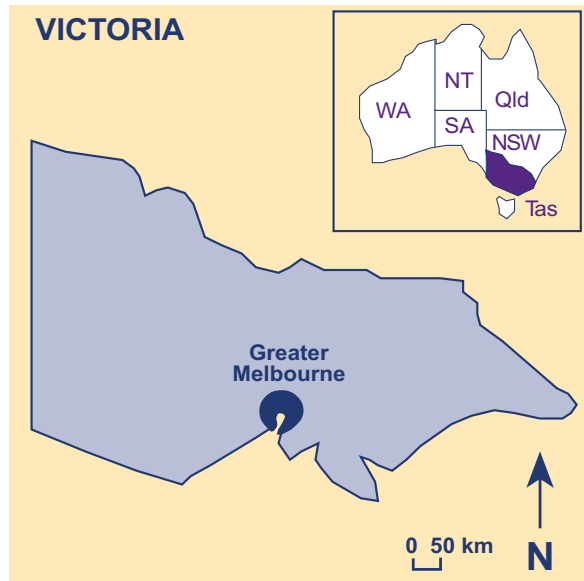 VICTORIA
WA
NT
Qld
SA
NSW
Tas
Greater
Melbourne
0 50 km
N